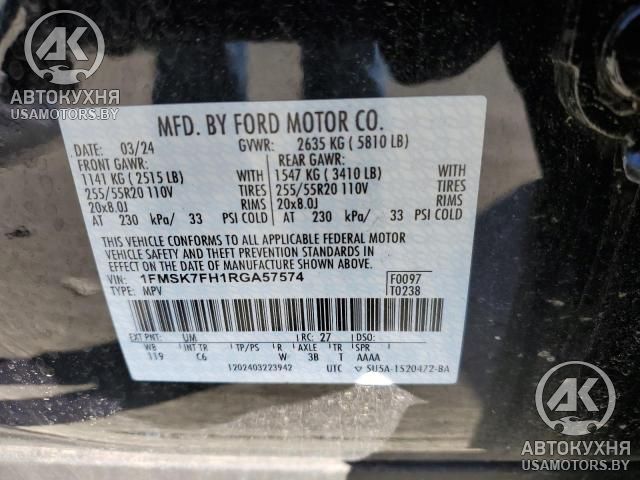 АК
АВТОКУХНЯ
USAMOTORS.BY
MFD. BY FORD MOTOR CO.
DATE: 03/24 GVWR: 2635 KG ( 5810 LB)
FRONT GAWR: REAR GAWR:
1141 KG ( 2515 LB) WITH 1547 KG ( 3410 LB) WITH
255/55R20 110V TIRES 255/55R20 110V TIRES
20x8.0J RIMS 20x8.0J RIMS
AT 230 kPa/ 33 PSI COLD AT 230 kPa/ 33 PSI COLD
THIS VEHICLE CONFORMS TO ALL APPLICABLE FEDERAL MOTOR
VEHICLE SAFETY AND THEFT PREVENTION STANDARDS IN
EFFECT ON THE DATE OF MANUFACTURE SHOWN ABOVE.
VIN: 1FMSK7FH1RGA57574 F0097
TYPE: MPV T0238
EXT PNT: UM RC: 27 DSO:
WB INT TR TP/PS R AXLE TR SPR
119 C6 W 3B T AAAA
1202403223942 UTC ▽ SU5A-1520472-BA
АК
АВТОКУХНЯ
USAMOTORS.BY